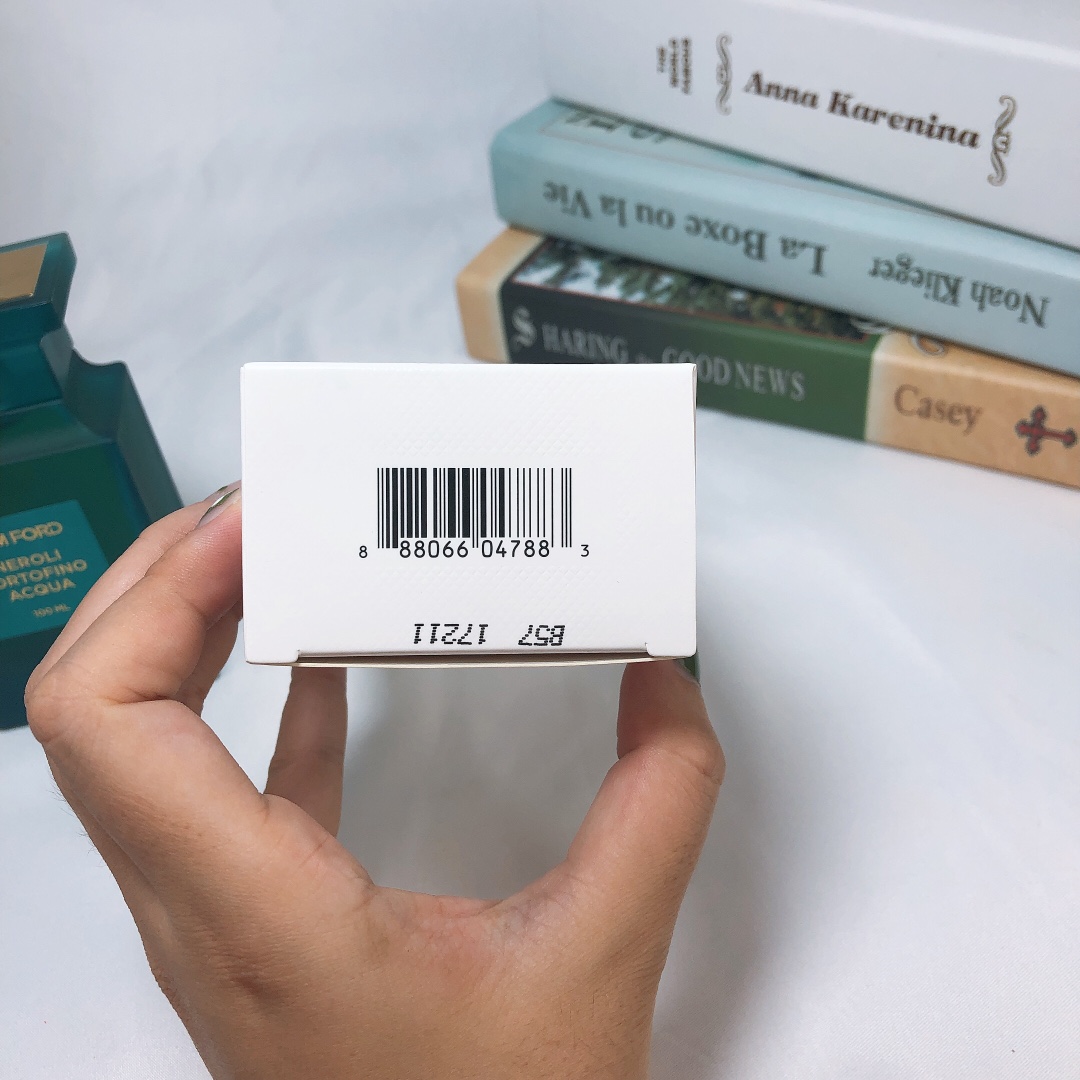 Anna Karenina
La Boxe ou la Vie
Noah Klieger
SHARING GOOD NEWS
Casey
M FORD
NEROLI
ORTOFINO
ACQUA
100 ML
8 88066 04788 3
B57 17211